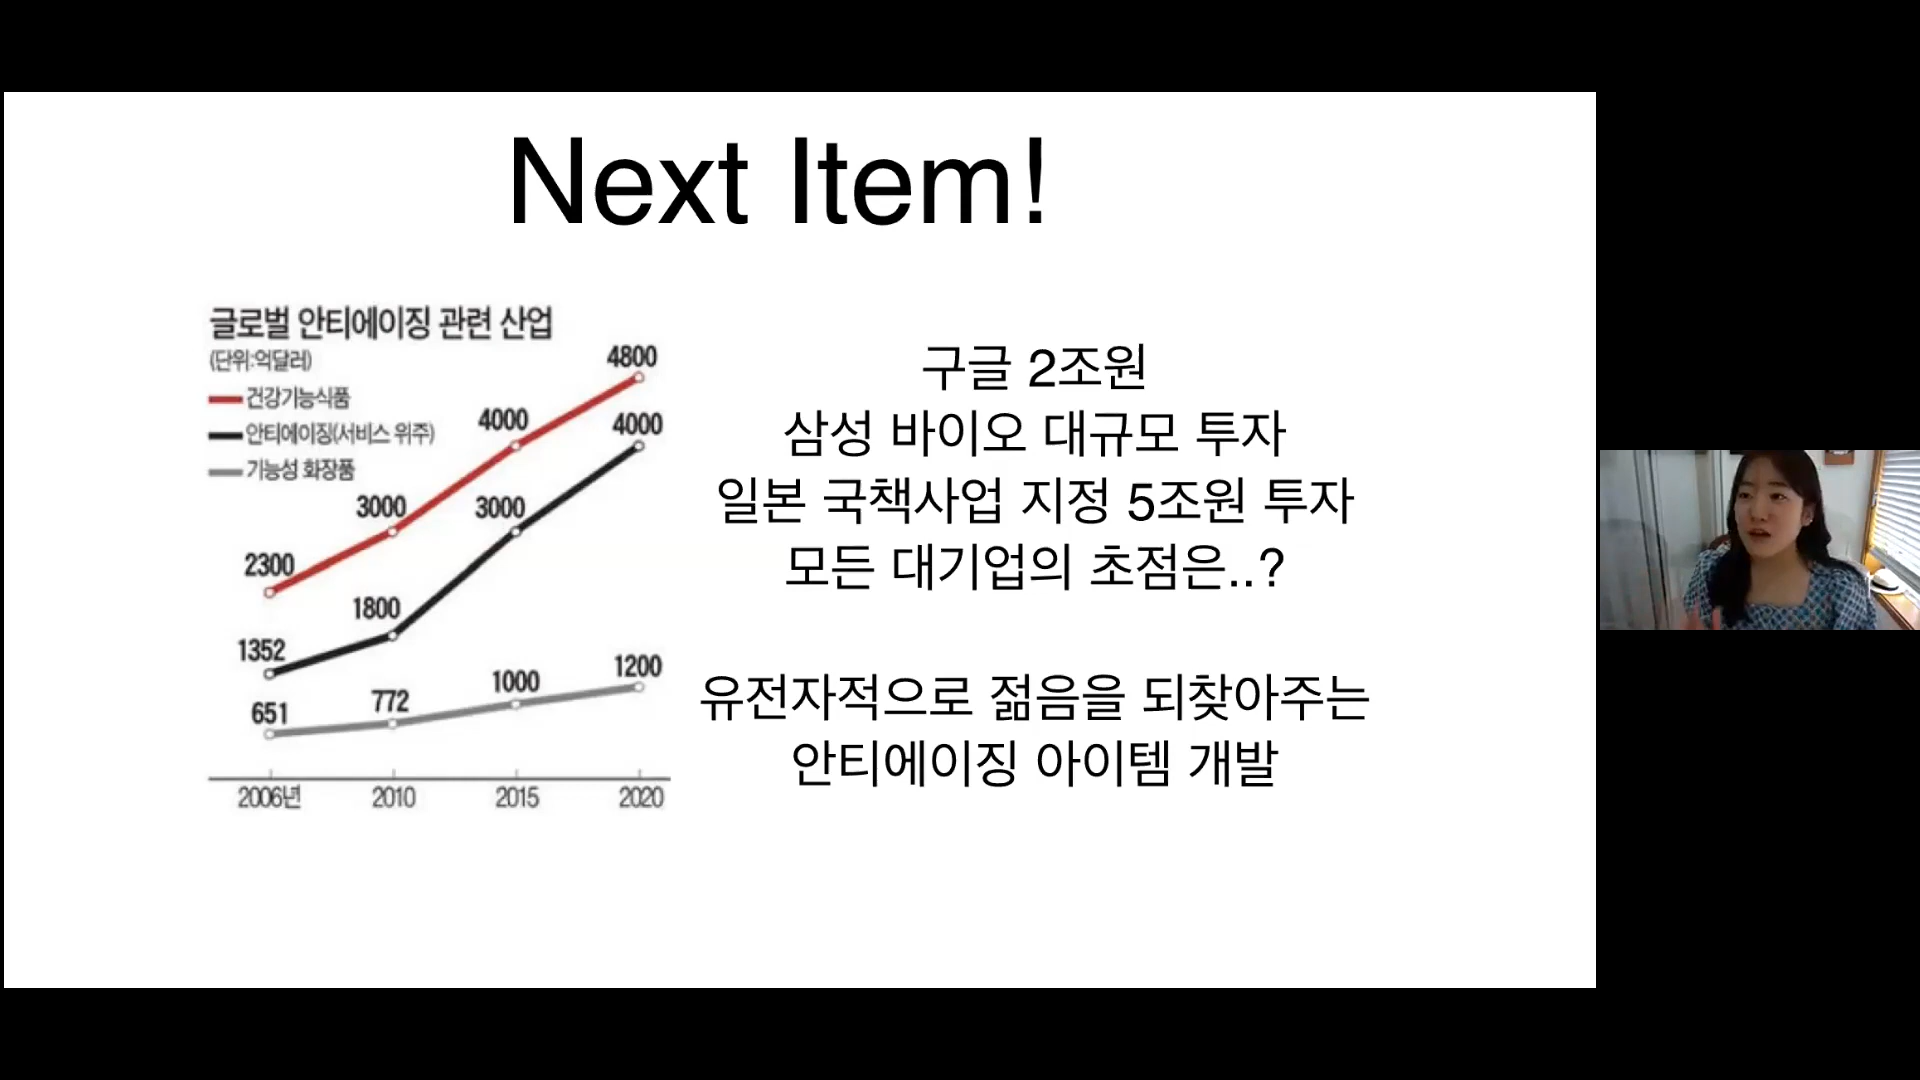 Next Item!
글로벌 안티에이징 관련 산업
(단위:억달러)
건강기능식품
안티에이징(서비스 위주)
기능성 화장품
2300
3000
4000
4800
1352
1800
3000
4000
651
772
1000
1200
2006년
2010
2015
2020
구글 2조원
삼성 바이오 대규모 투자
일본 국책사업 지정 5조원 투자
모든 대기업의 초점은..?
유전자적으로 젊음을 되찾아주는
안티에이징 아이템 개발